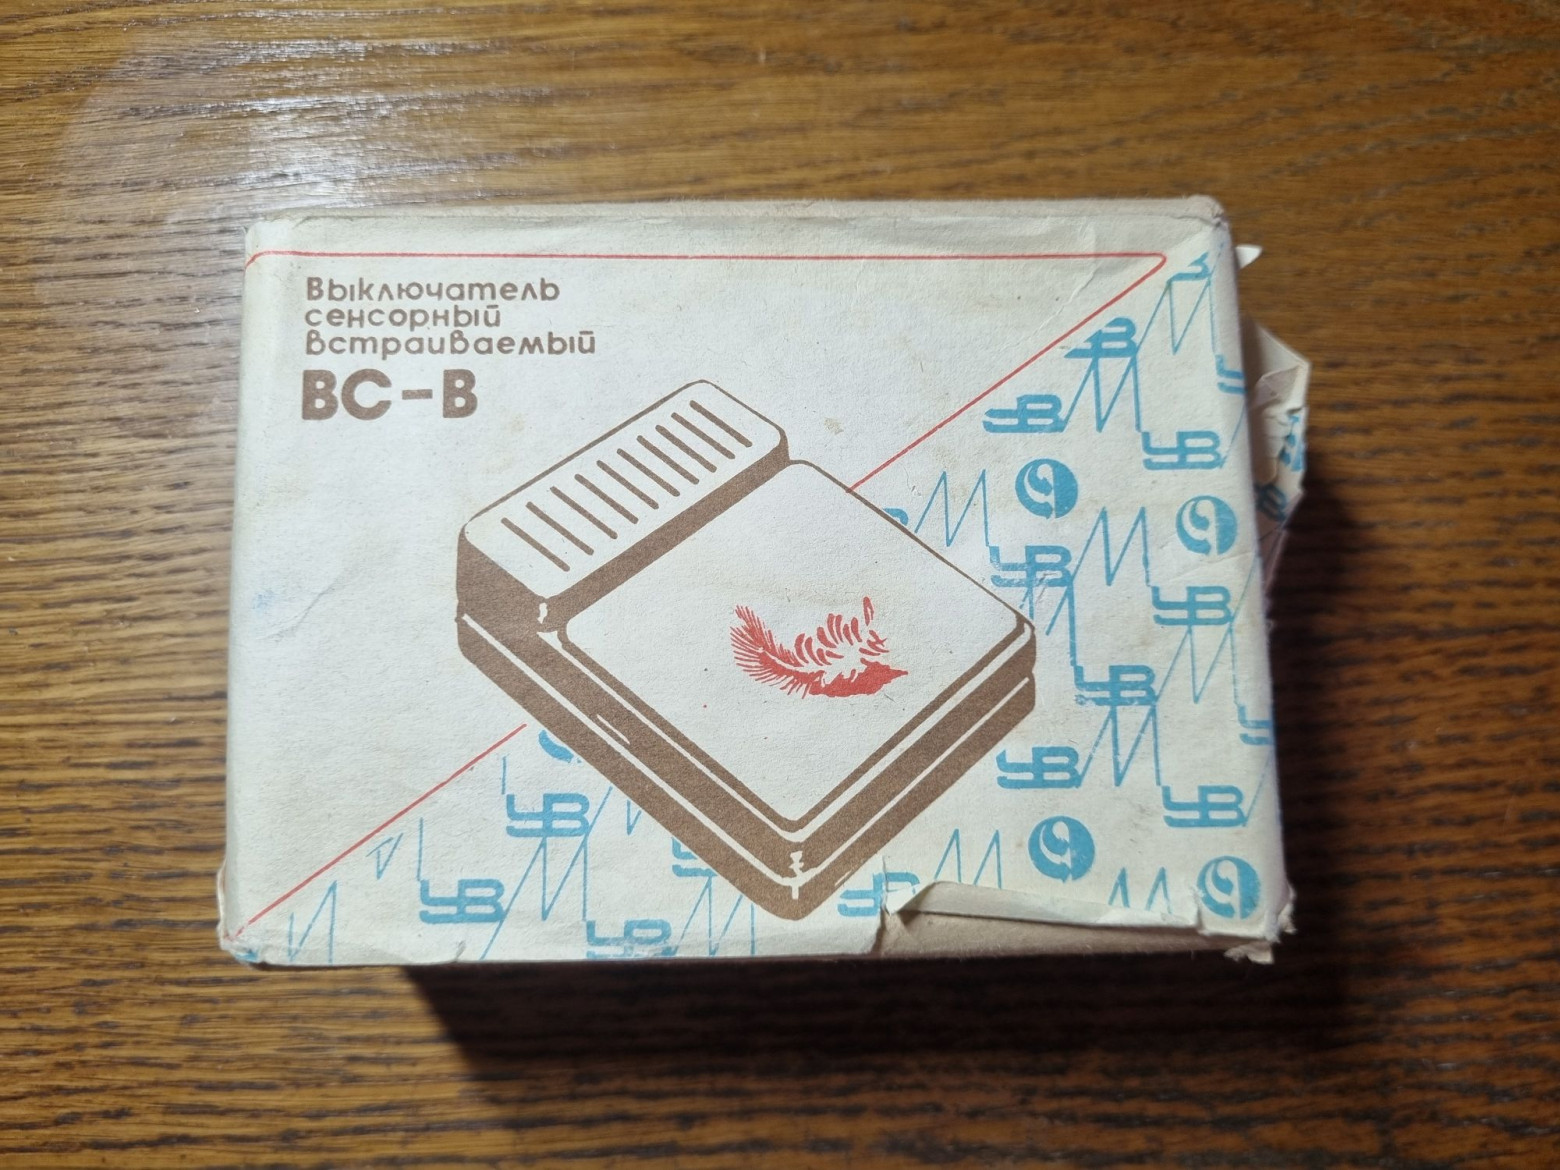 Выключатель
сенсорный
встраиваемый
ВС-В